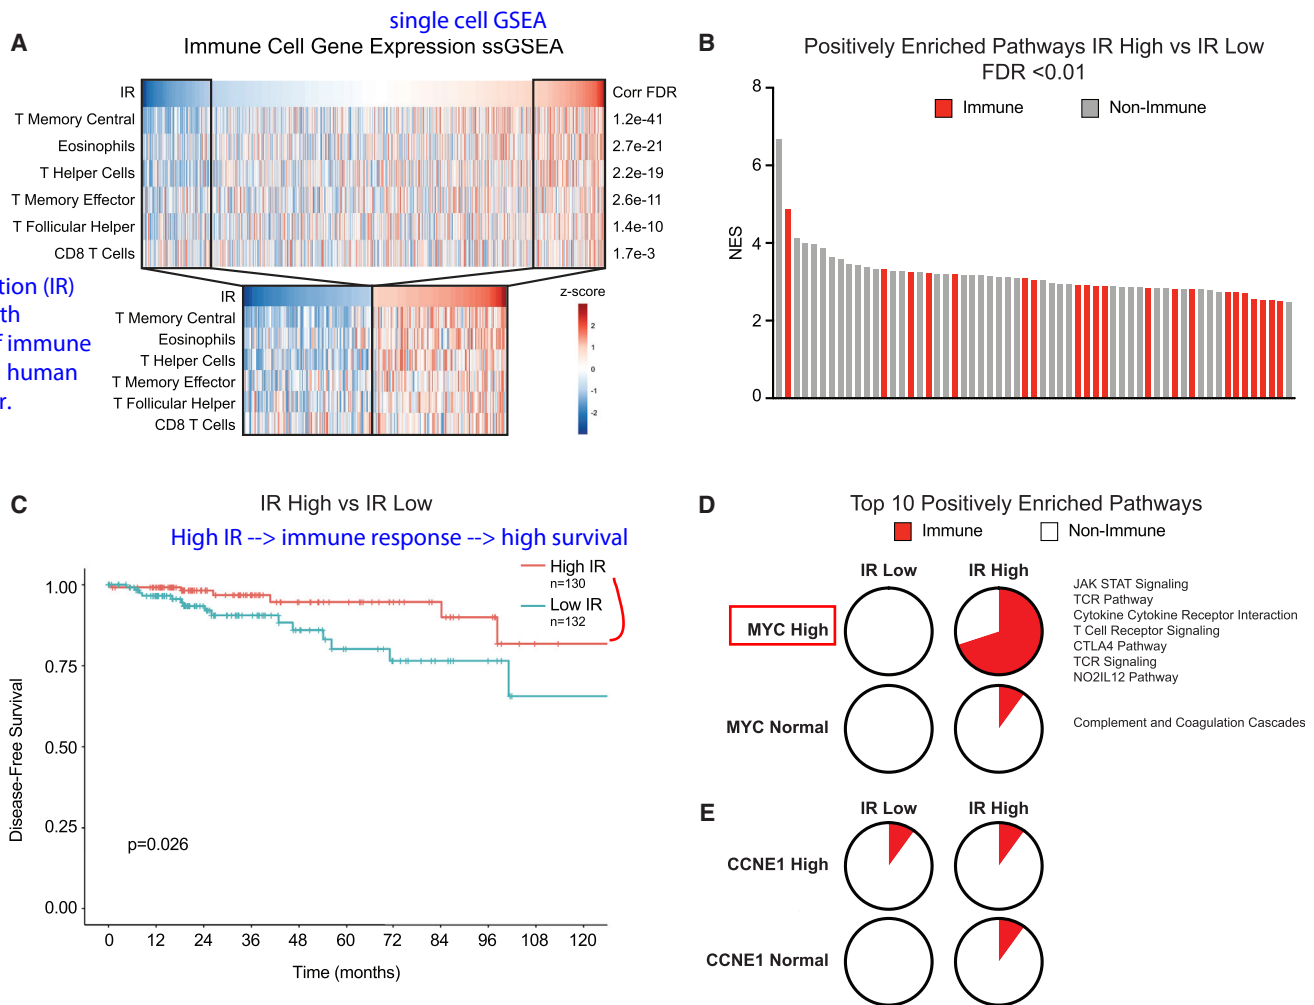 single cell GSEA
A
Immune Cell Gene Expression ssGSEA
IR
Corr FDR
T Memory Central
1.2e-41
Eosinophils
2.7e-21
T Helper Cells
2.2e-19
T Memory Effector
2.6e-11
T Follicular Helper
1.4e-10
CD8 T Cells
1.7e-3
tion (IR)
th
f immune
human
r.
IR
T Memory Central
Eosinophils
T Helper Cells
T Memory Effector
T Follicular Helper
CD8 T Cells
z-score
2
1
0
-1
-2
B
Positively Enriched Pathways IR High vs IR Low
FDR <0.01
Immune
Non-Immune
NES
8
6
4
2
0
C
IR High vs IR Low
High IR --> immune response --> high survival
High IR
n=130
Low IR
n=132
Disease-Free Survival
1.00
0.75
0.50
0.25
0.00
p=0.026
0 12 24 36 48 60 72 84 96 108 120
Time (months)
D
Top 10 Positively Enriched Pathways
Immune
Non-Immune
IR Low
IR High
MYC High
JAK STAT Signaling
TCR Pathway
Cytokine Cytokine Receptor Interaction
T Cell Receptor Signaling
CTLA4 Pathway
TCR Signaling
NO2IL12 Pathway
MYC Normal
Complement and Coagulation Cascades
E
IR Low
IR High
CCNE1 High
CCNE1 Normal